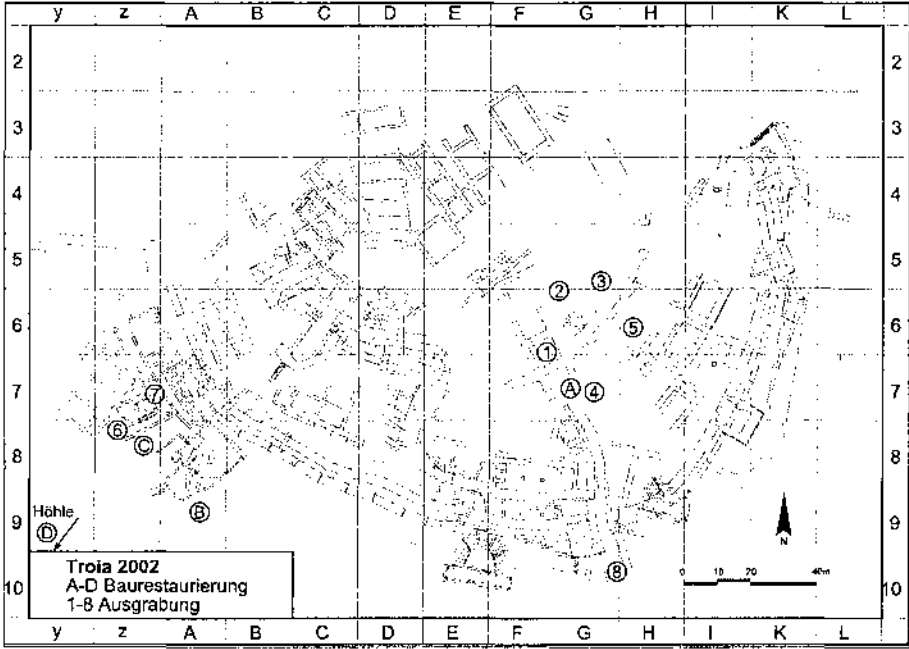 y z A B C D E F G H I K L
2 2
3 3
4 4
5 5
3
2
6 6
5
1
7 7
7
A 4
6
C
8 8
B
Höhle
9 9
D
N
Troia 2002
8
0 10 20 40m
A-D Baurestaurierung
10 10
1-8 Ausgrabung
y z A B C D E F G H I K L